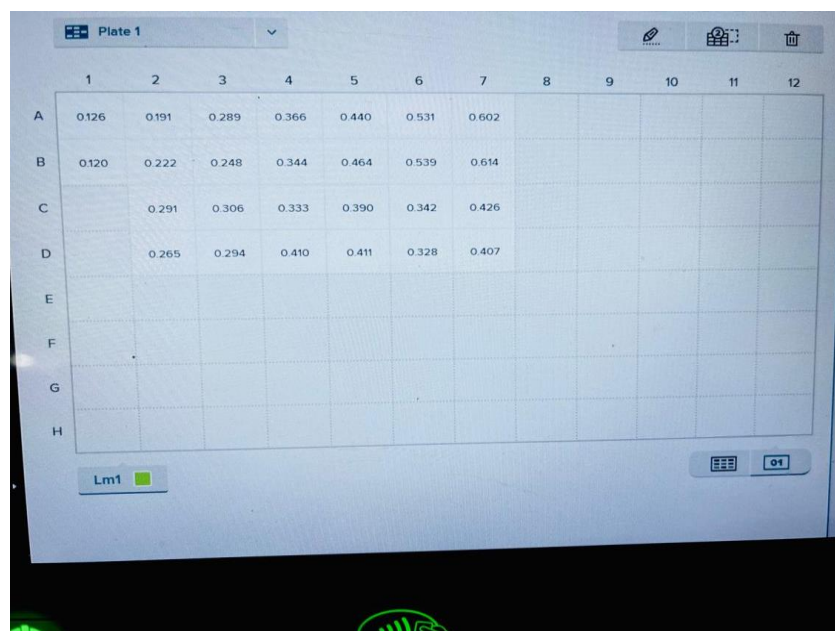 Plate 1
2
1 2 3 4 5 6 7 8 9 10 11 12
A 0.126 0.191 0.289 0.366 0.440 0.531 0.602
B 0.120 0.222 0.248 0.344 0.464 0.539 0.614
C 0.291 0.306 0.333 0.390 0.342 0.426
D 0.265 0.294 0.410 0.411 0.328 0.407
E
F
G
H
Lm1